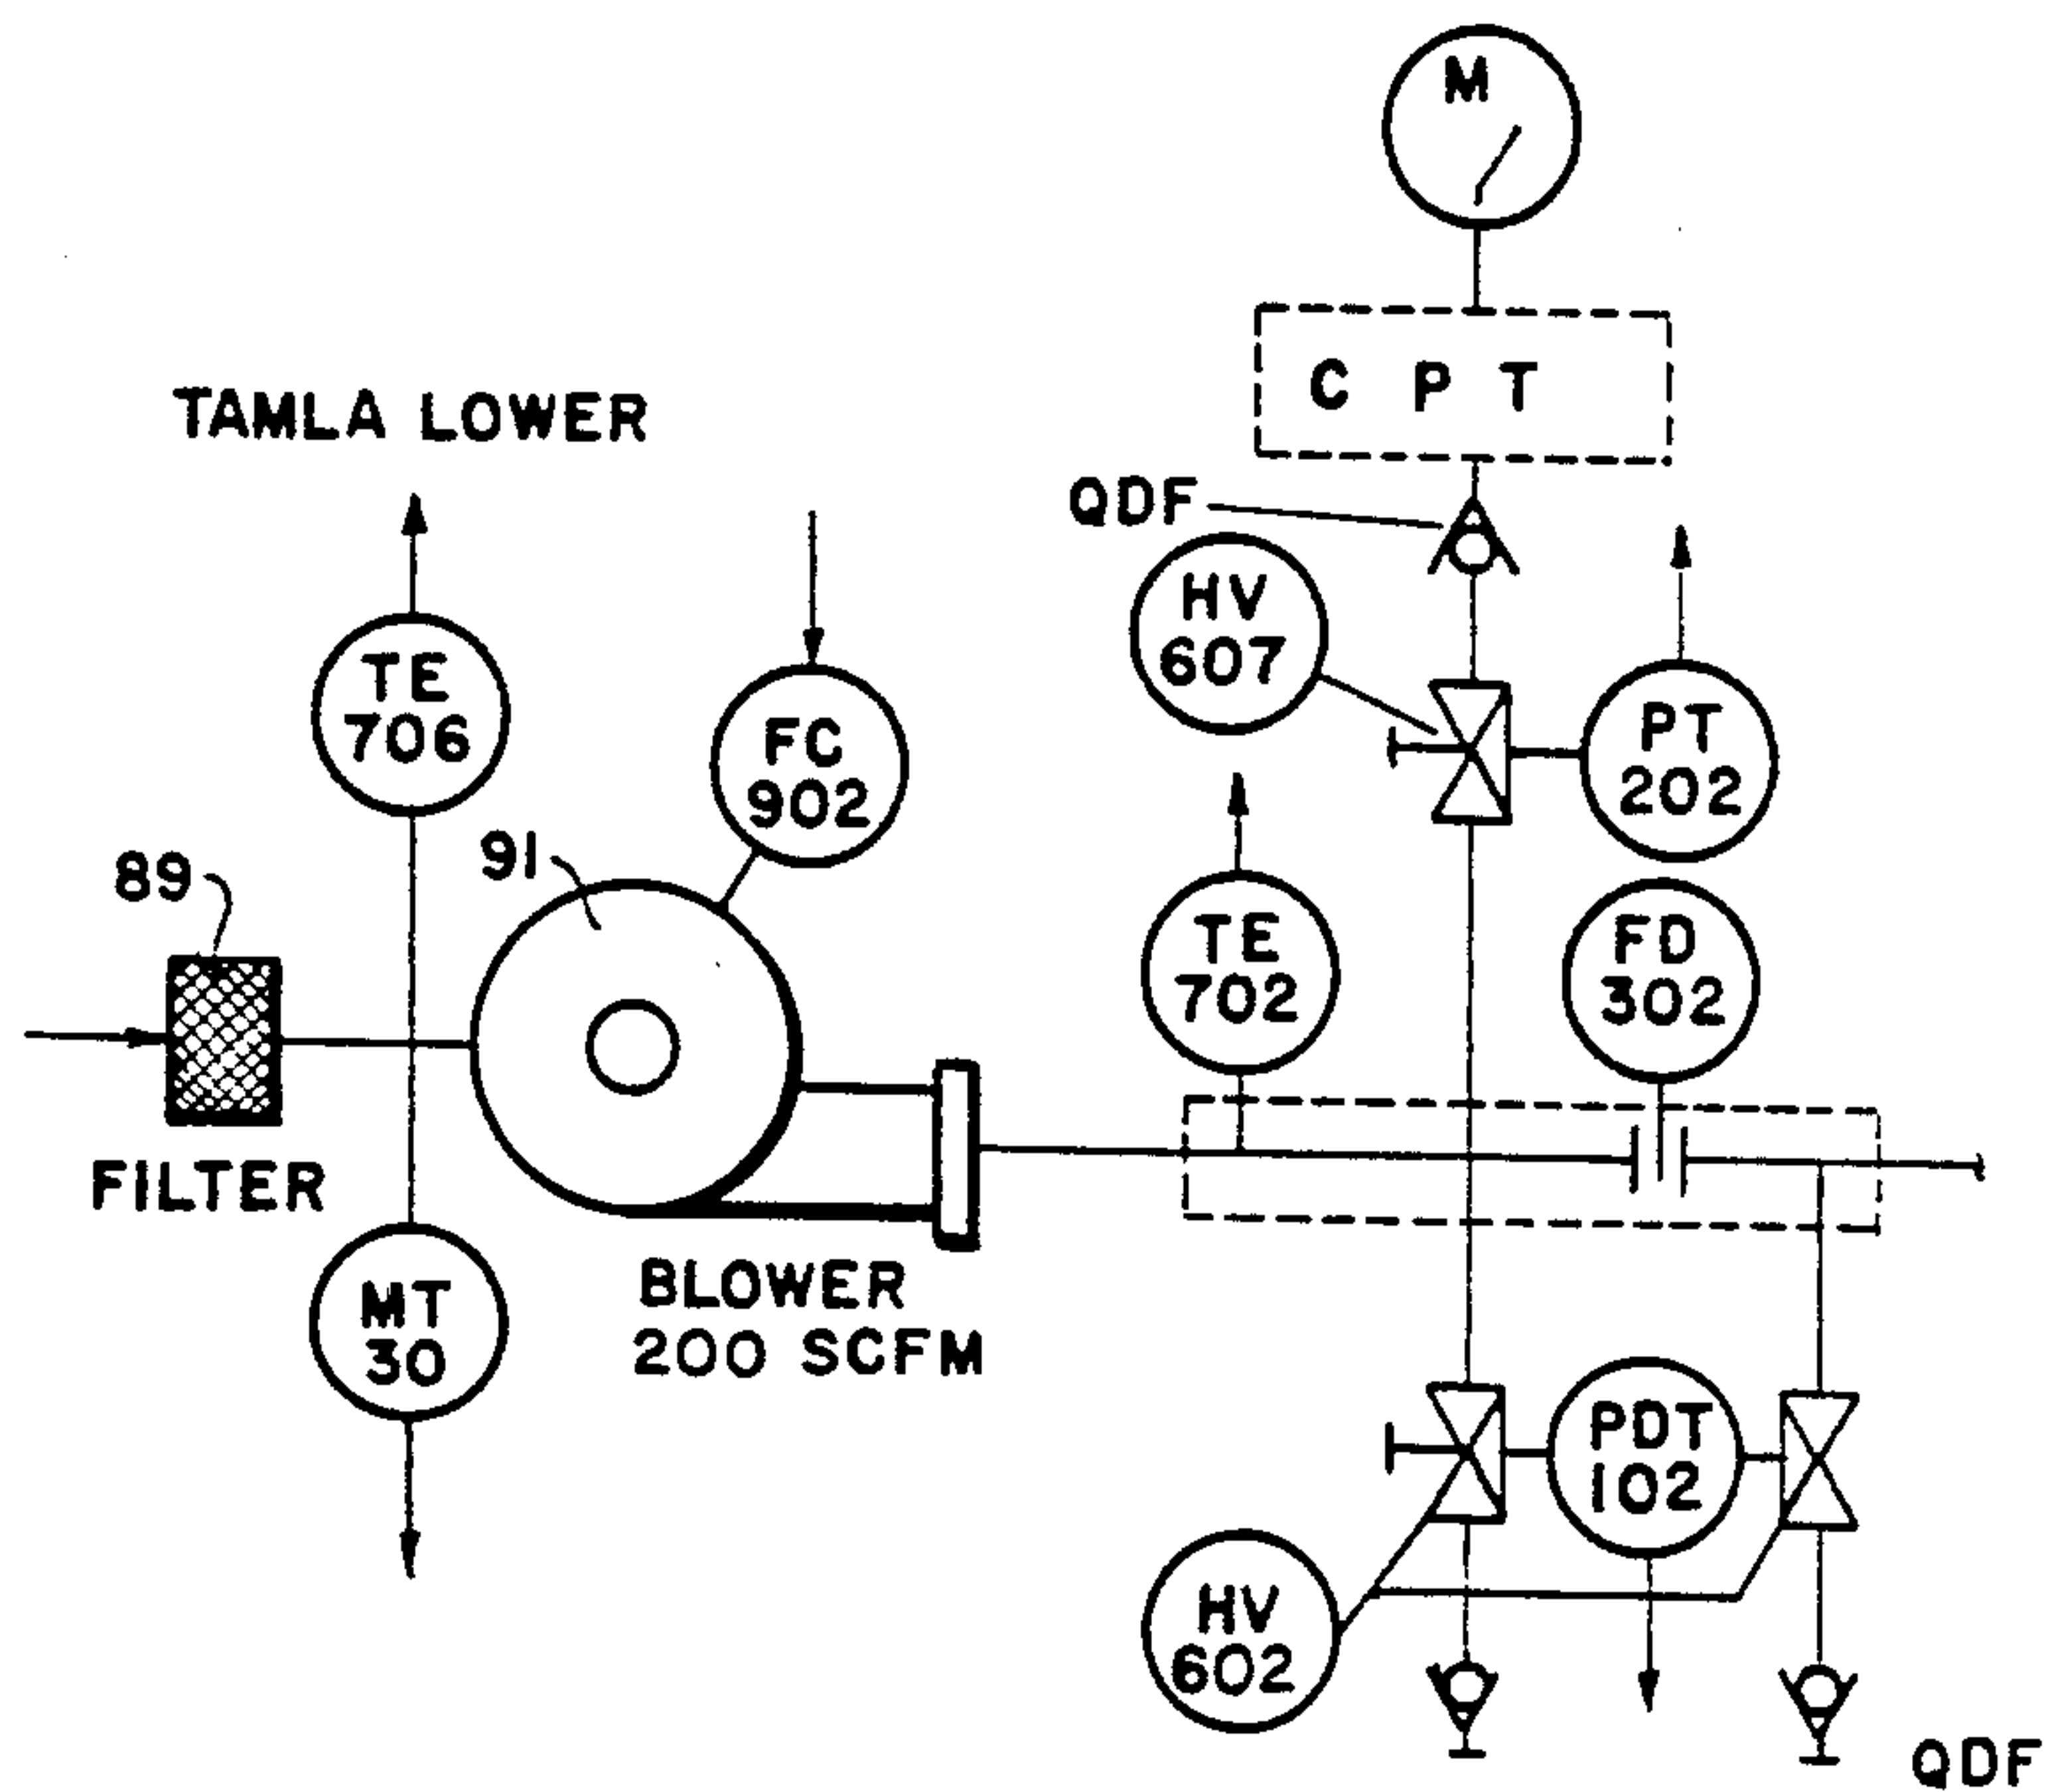 M
C P T
TAMLA LOWER
QDF
HV
607
TE
706
FC
902
PT
202
91
89
TE
702
FD
302
FILTER
MT
30
BLOWER
200 SCFM
PDT
102
HV
602
QDF